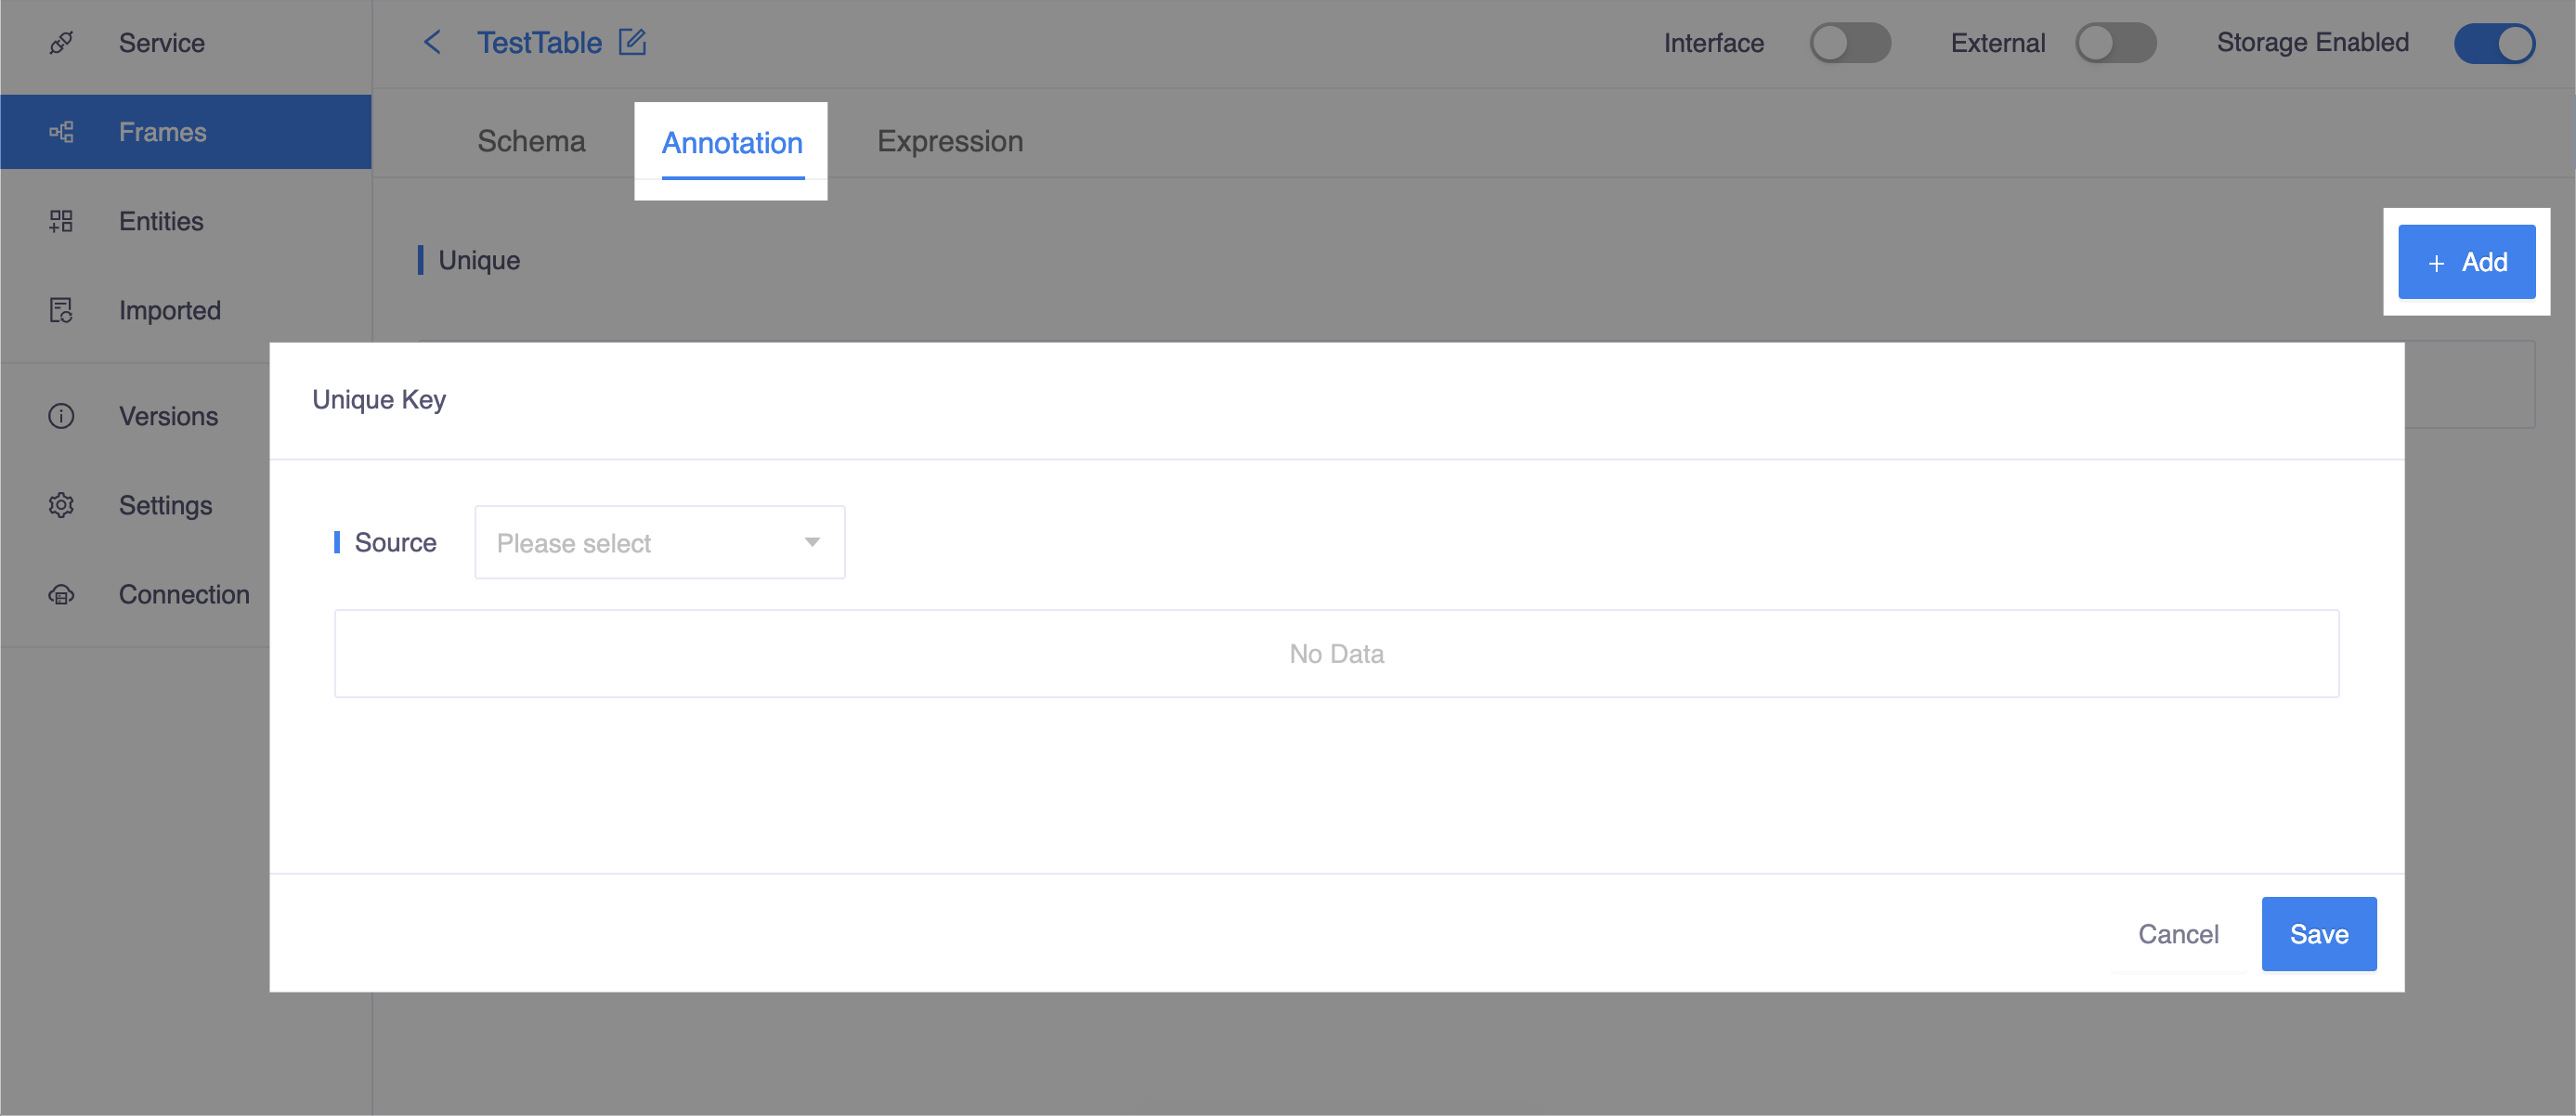 Service
Frames
Entities
Imported
Versions
Settings
Connection
TestTable
Interface
External
Storage Enabled
Schema
Annotation
Expression
Unique
+ Add
Unique Key
Source
Please select
No Data
Cancel
Save